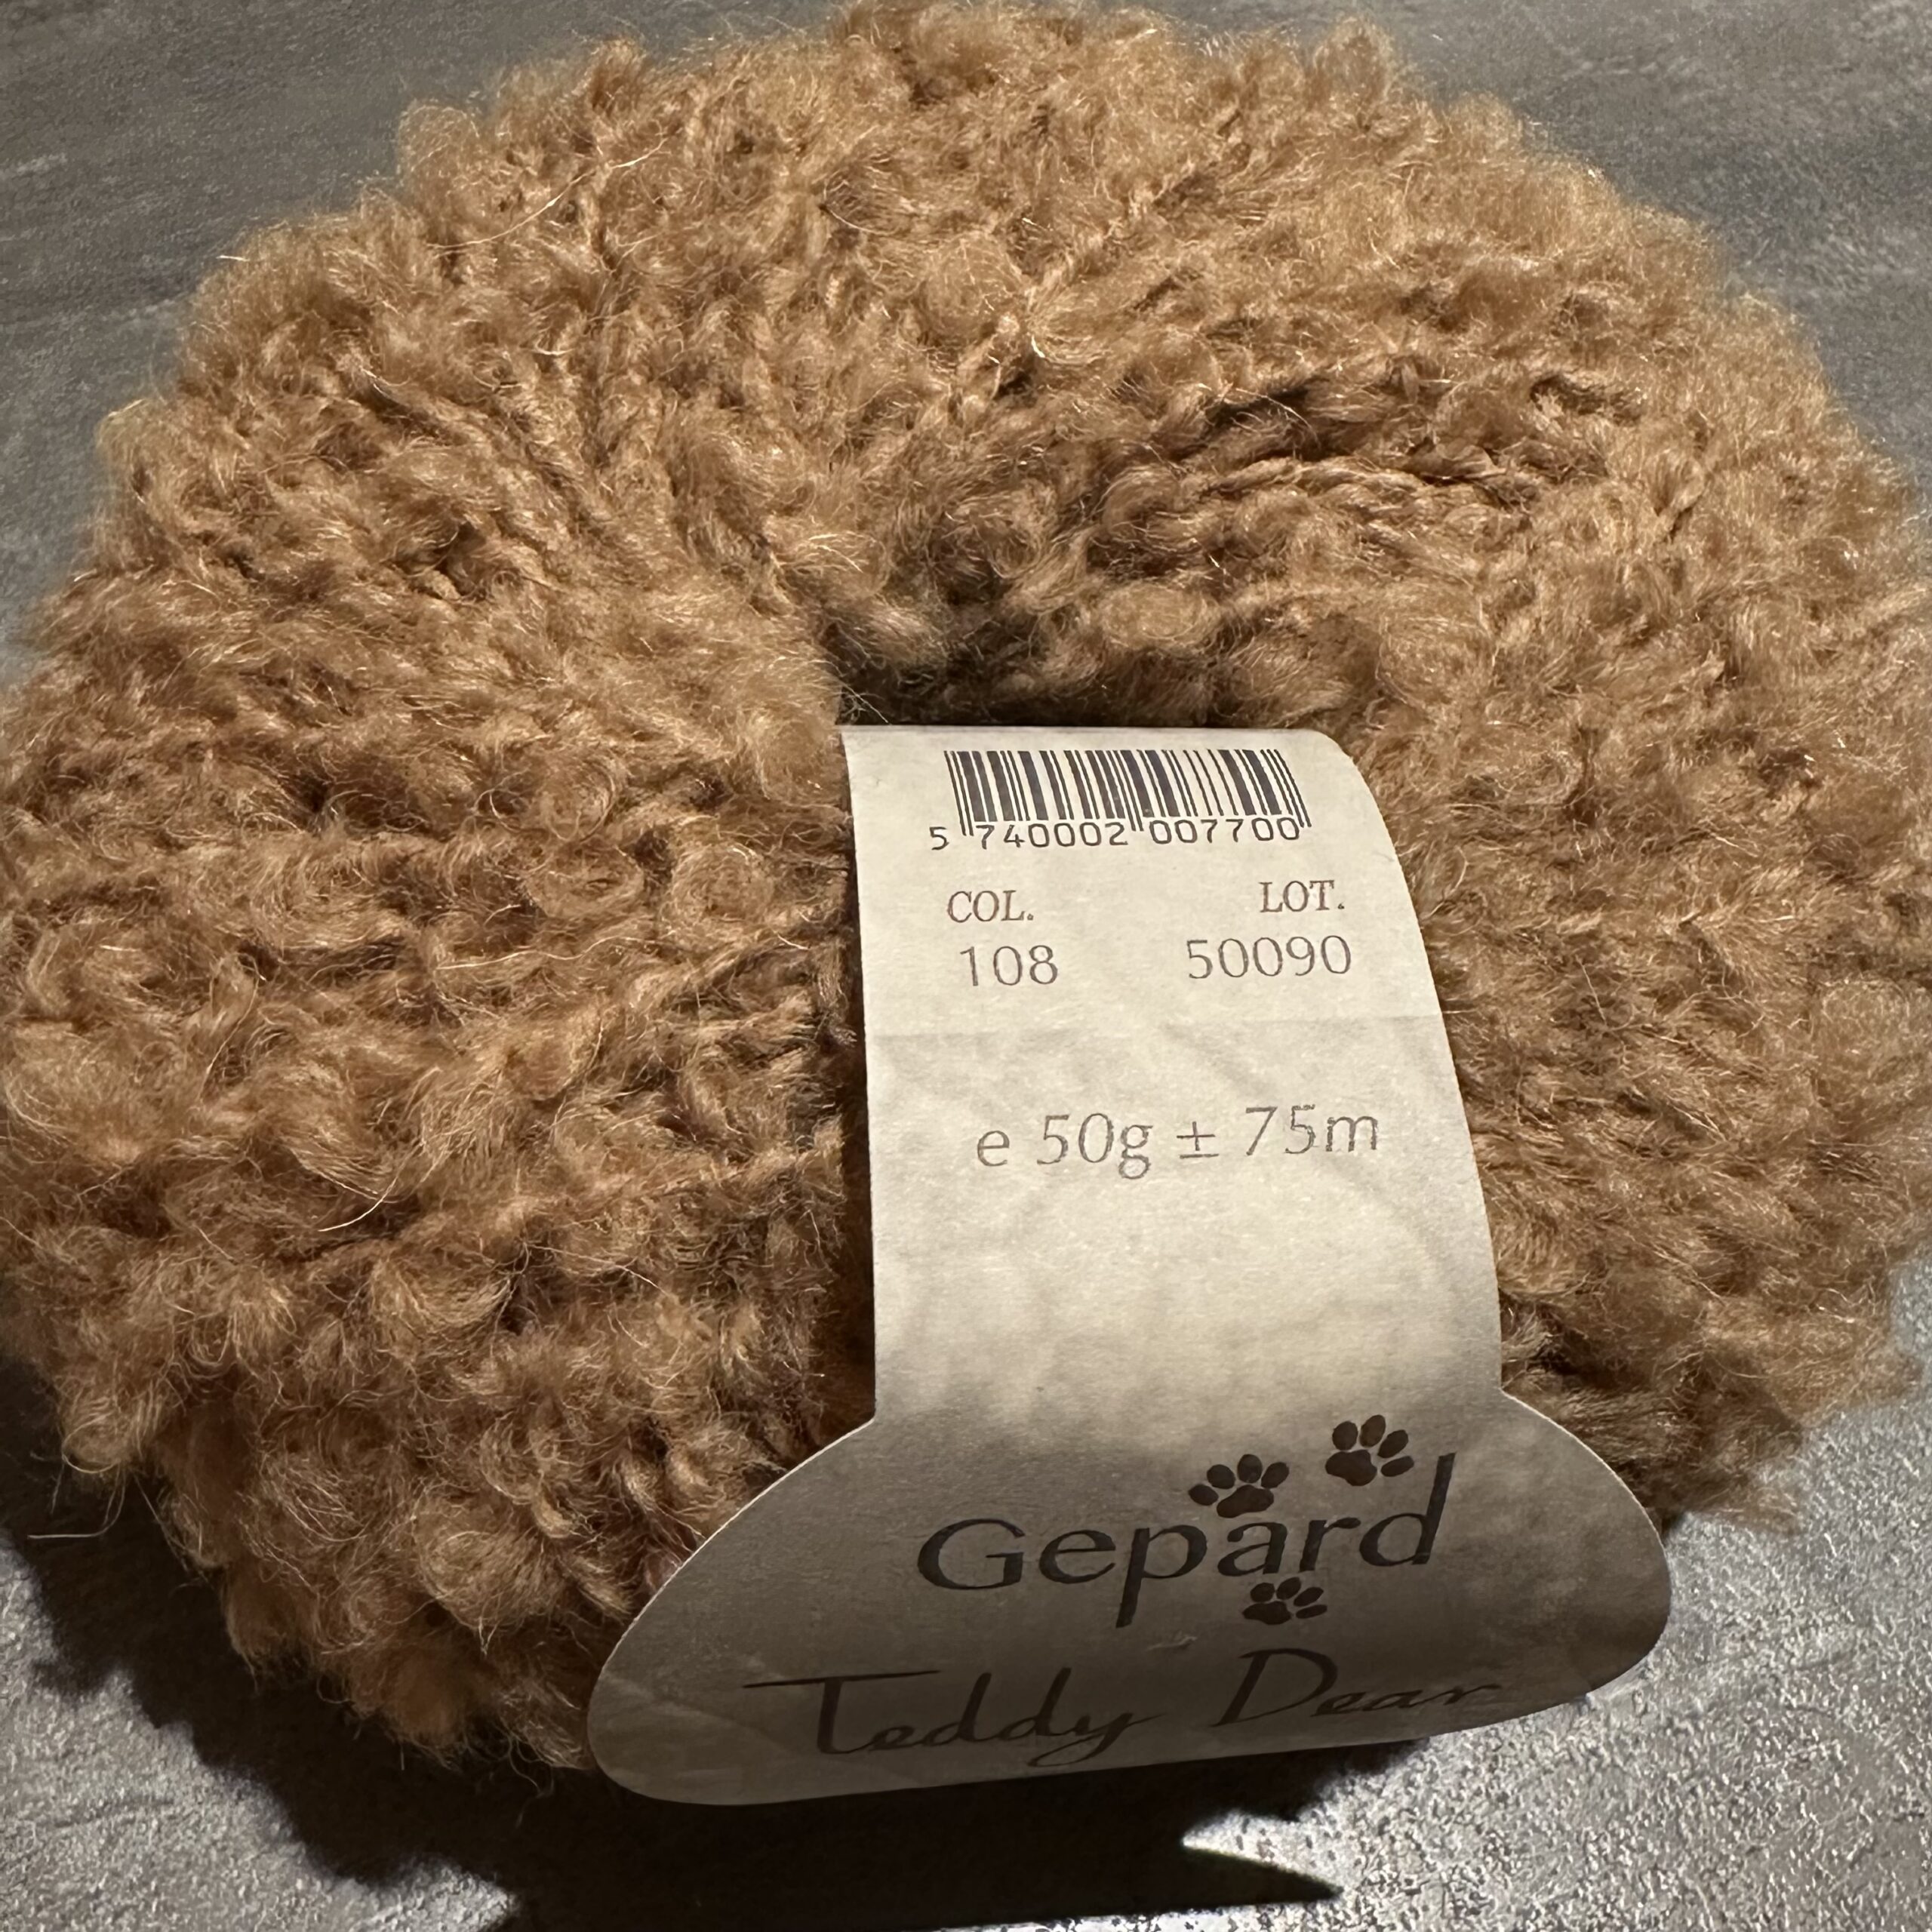 5 740002 007700
COL. LOT.
108 50090
e 50g ± 75m
Gepard
Teddy Dear